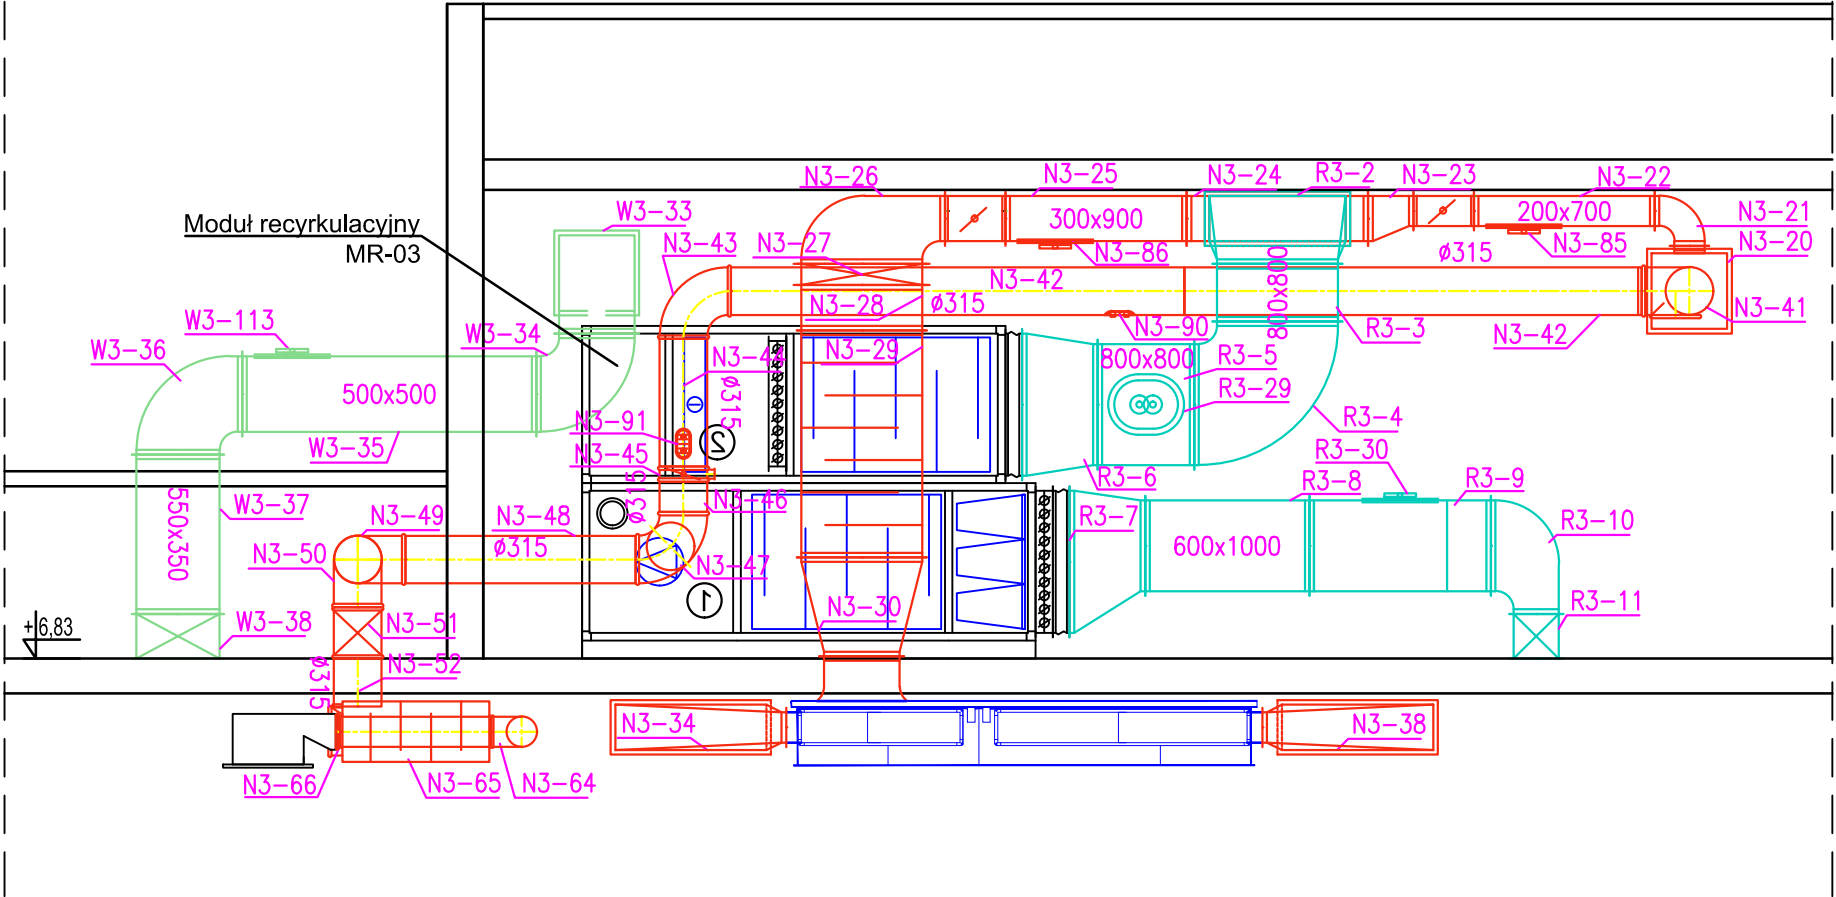 N3-26
N3-25
N3-24
R3-2
N3-23
N3-22
Moduł recyrkulacyjny
MR-03
W3-33
300x900
200x700
N3-21
N3-43
N3-27
N3-86
ø315
N3-85
N3-20
N3-42
800x800
N3-28
ø315
N3-41
W3-113
W3-34
N3-90
R3-3
N3-42
W3-36
N3-44
N3-29
800x800
R3-5
500x500
ø315
R3-29
N3-91
2
R3-4
W3-35
N3-45
R3-30
R3-6
R3-8
R3-9
550x350
W3-37
N3-49
N3-48
ø315
N3-46
R3-7
R3-10
ø315
600x1000
N3-50
N3-47
1
N3-30
R3-11
+6,83
W3-38
N3-51
N3-52
ø315
N3-34
N3-38
N3-66
N3-65
N3-64